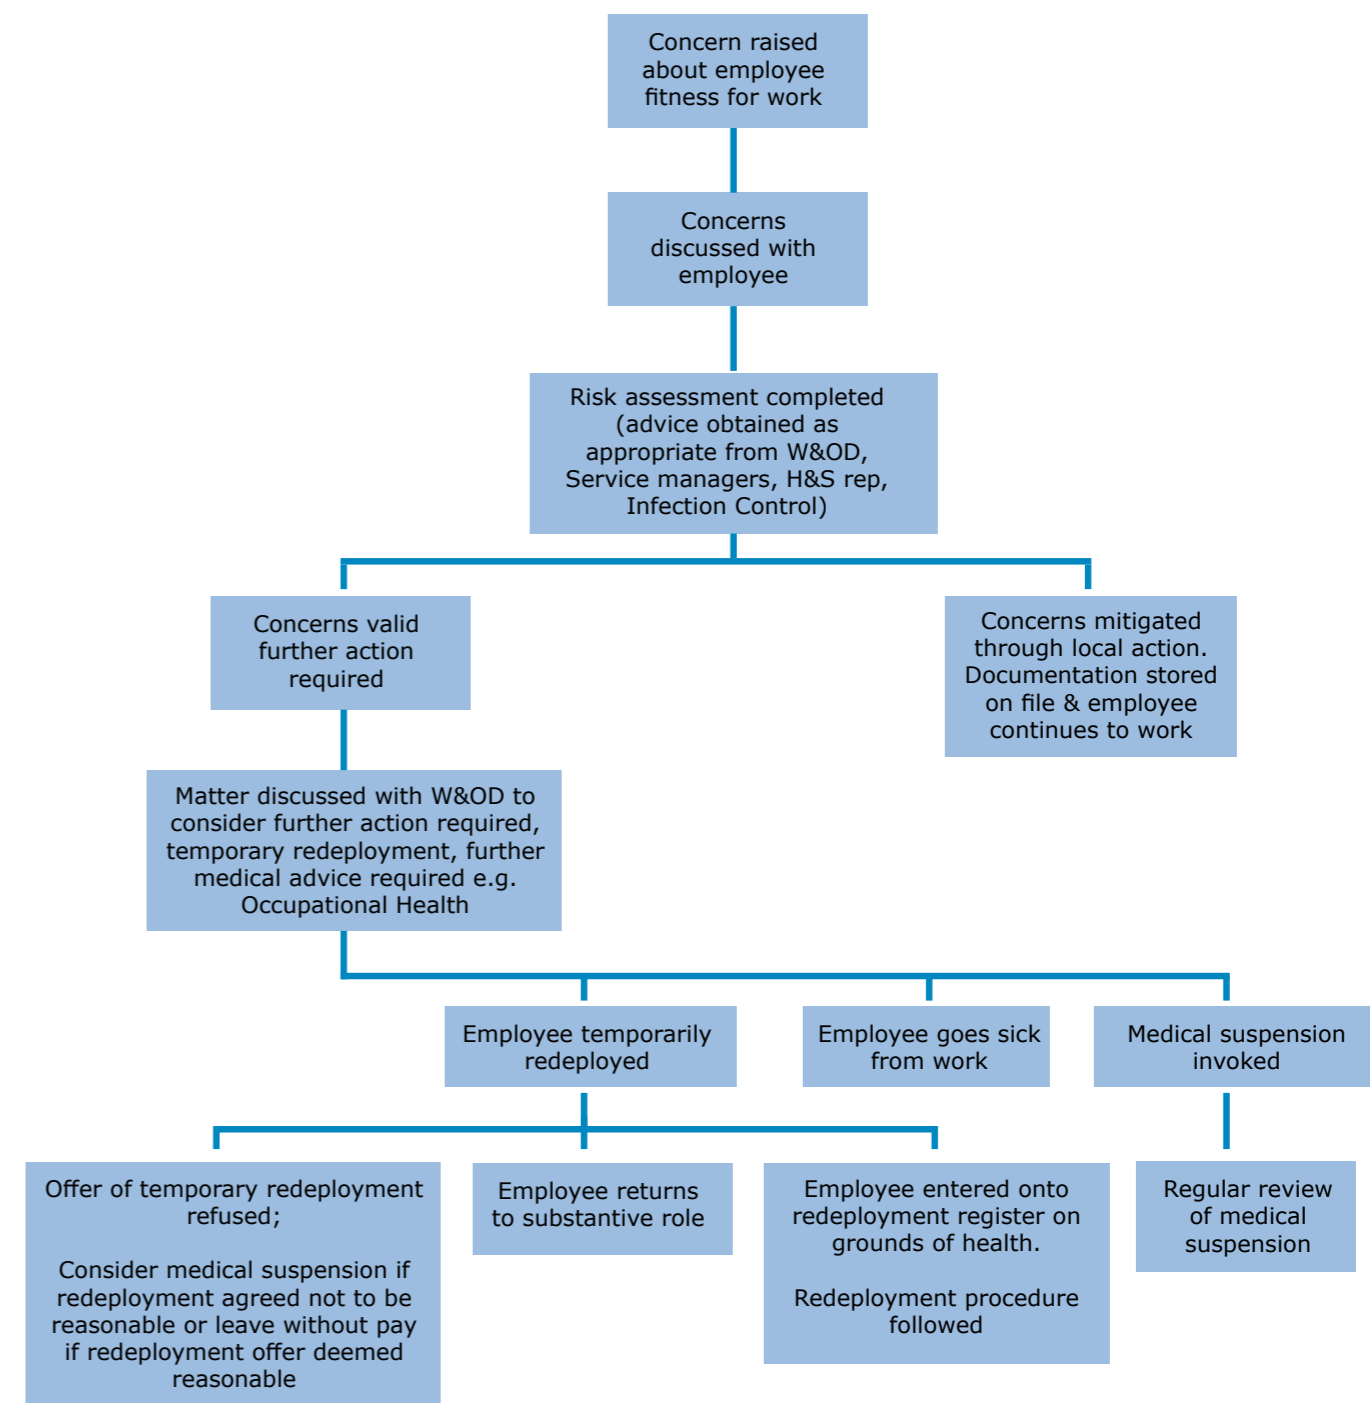 Concern raised
about employee
fitness for work
Concerns
discussed with
employee
Risk assessment completed
(advice obtained as
appropriate from W&OD,
Service managers, H&S rep,
Infection Control)
Concerns valid
further action
required
Concerns mitigated
through local action.
Documentation stored
on file & employee
continues to work
Matter discussed with W&OD to
consider further action required,
temporary redeployment, further
medical advice required e.g.
Occupational Health
Employee temporarily
redeployed
Employee goes sick
from work
Medical suspension
invoked
Offer of temporary redeployment
refused;
Consider medical suspension if
redeployment agreed not to be
reasonable or leave without pay
if redeployment offer deemed
reasonable
Employee returns
to substantive role
Employee entered onto
redeployment register on
grounds of health.
Redeployment procedure
followed
Regular review
of medical
suspension